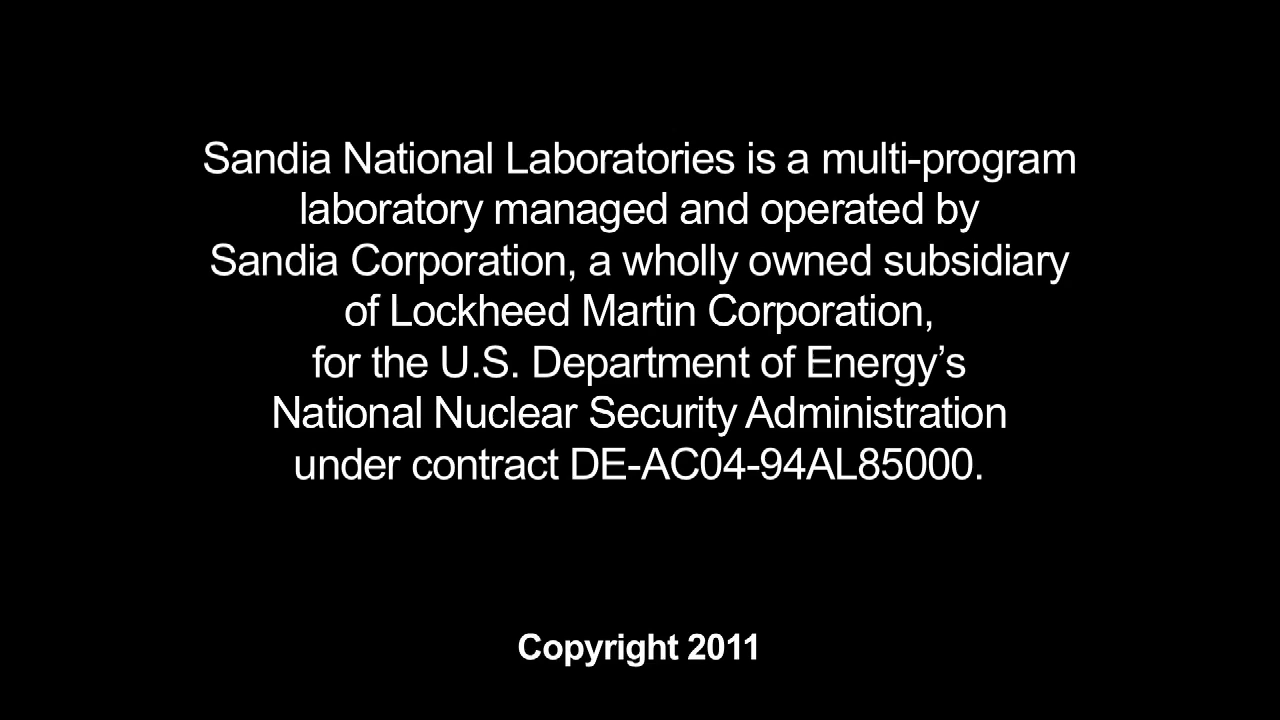 Sandia National Laboratories is a multi-program
laboratory managed and operated by
Sandia Corporation, a wholly owned subsidiary
of Lockheed Martin Corporation,
for the U.S. Department of Energy’s
National Nuclear Security Administration
under contract DE-AC04-94AL85000.
Copyright 2011